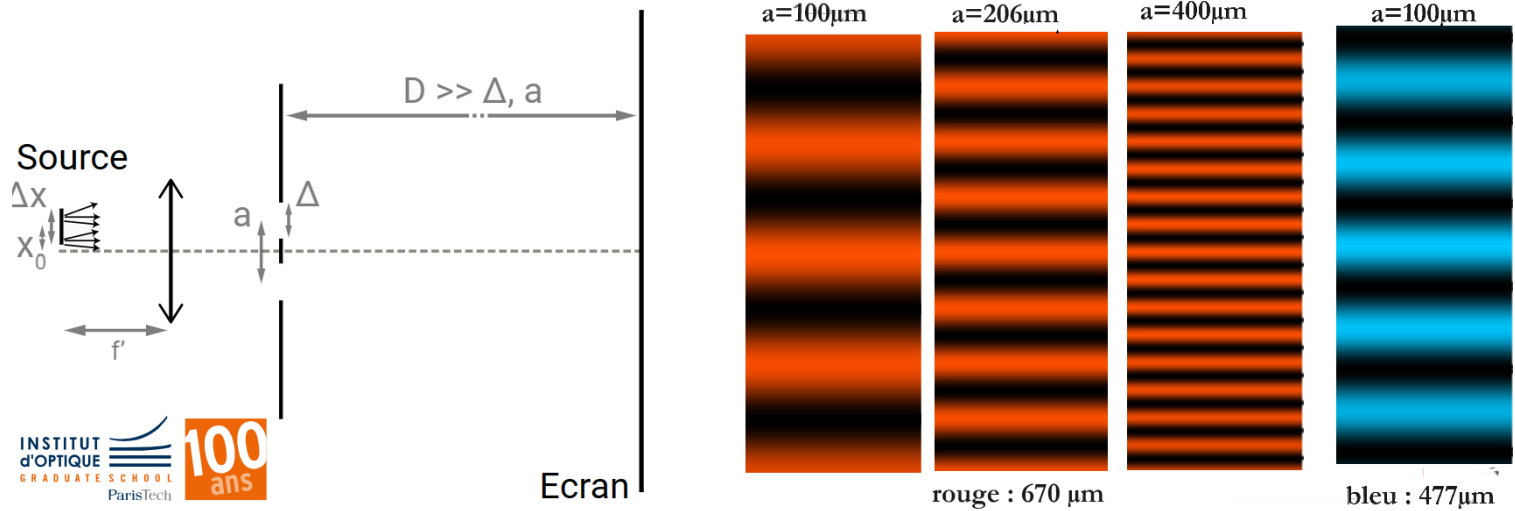 Source
Δx
x₀
f'
a
Δ
D >> Δ, a
Ecran
INSTITUT
d'OPTIQUE
GRADUATE SCHOOL
ParisTech
100
ans
a=100µm
a=206µm
a=400µm
a=100µm
rouge : 670 µm
bleu : 477µm